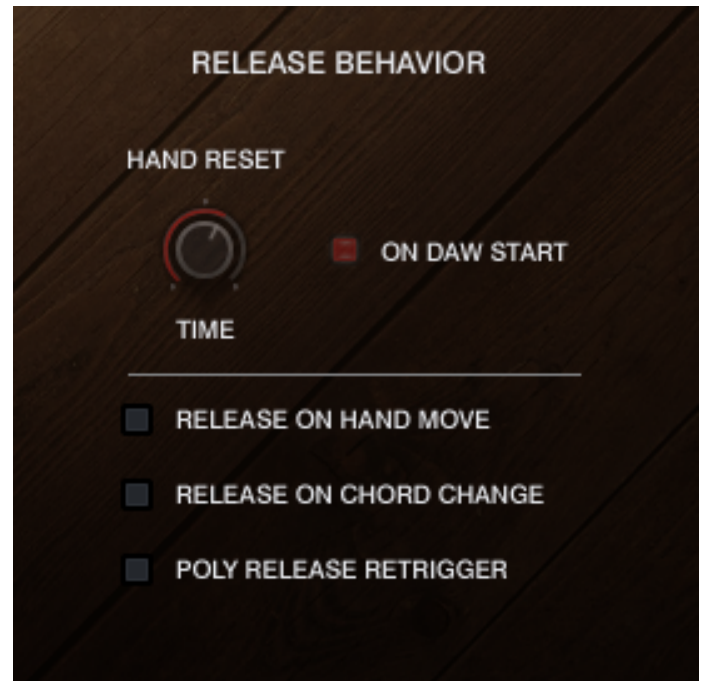 RELEASE BEHAVIOR
HAND RESET
ON DAW START
TIME
RELEASE ON HAND MOVE
RELEASE ON CHORD CHANGE
POLY RELEASE RETRIGGER